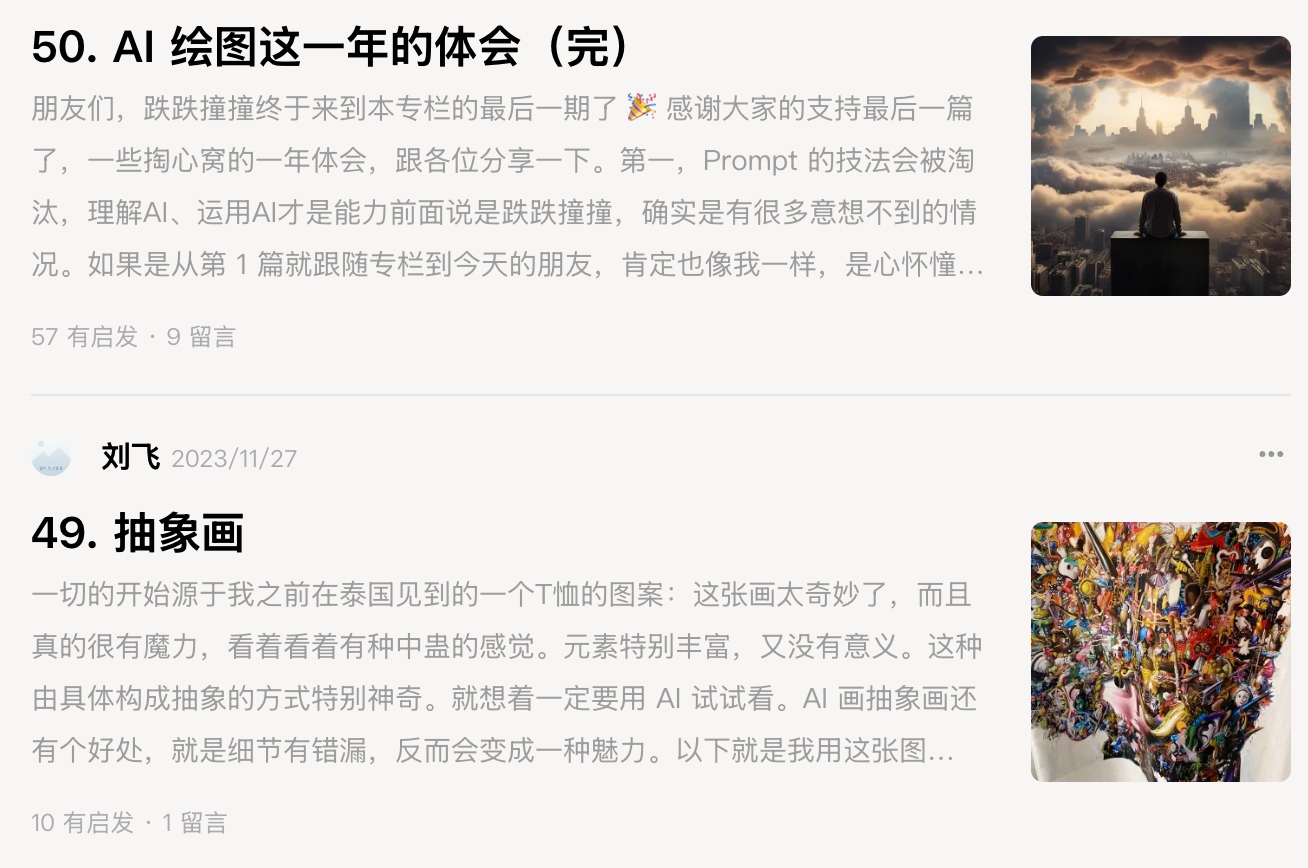 50. AI 绘图这一年的体会（完）
朋友们，跌跌撞撞终于来到本专栏的最后一期了 🎉 感谢大家的支持最后一篇
了，一些掏心窝的一年体会，跟各位分享一下。第一，Prompt 的技法会被淘
汰，理解AI、运用AI才是能力前面说是跌跌撞撞，确实是有很多意想不到的情
况。如果是从第 1 篇就跟随专栏到今天的朋友，肯定也像我一样，是心怀憧...
57 有启发 · 9 留言
刘飞 2023/11/27
49. 抽象画
一切的开始源于我之前在泰国见到的一个T恤的图案：这张画太奇妙了，而且
真的很有魔力，看着看着有种中蛊的感觉。元素特别丰富，又没有意义。这种
由具体构成抽象的方式特别神奇。就想着一定要用 AI 试试看。AI 画抽象画还
有个好处，就是细节有错漏，反而会变成一种魅力。以下就是我用这张图...
10 有启发 · 1 留言